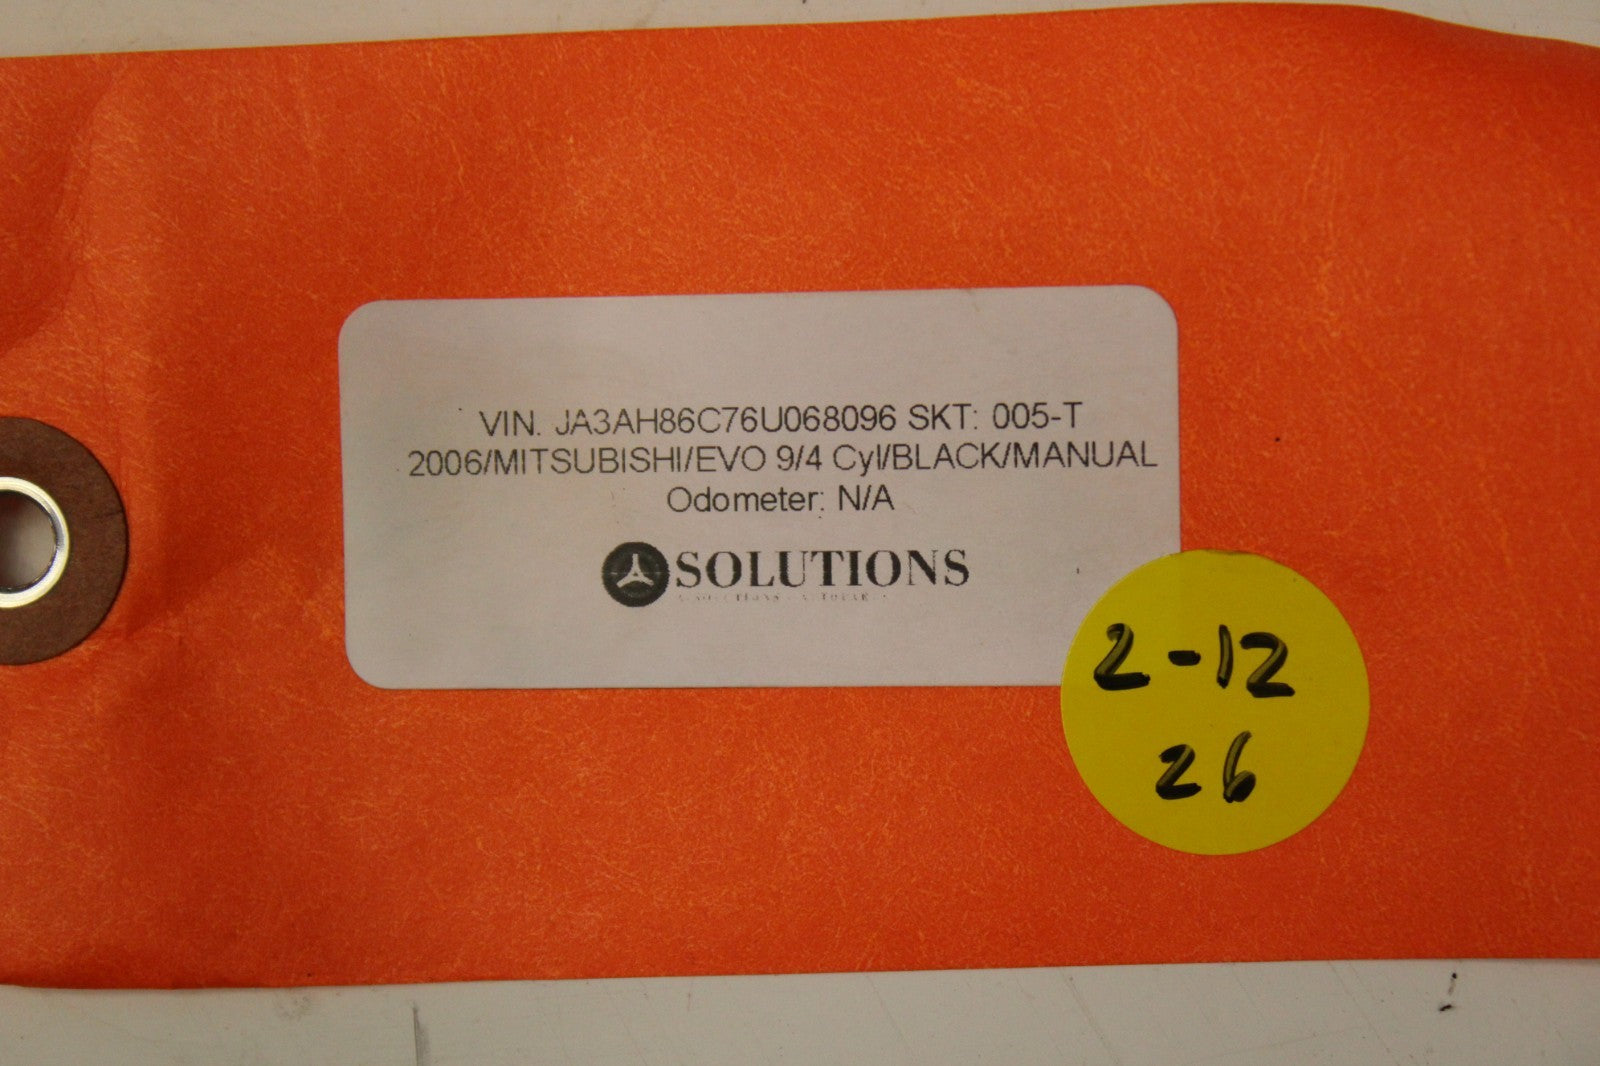 VIN. JA3AH86C76U068096 SKT: 005-T
2006/MITSUBISHI/EVO 9/4 Cyl/BLACK/MANUAL
Odometer: N/A
SOLUTIONS
2-12
26